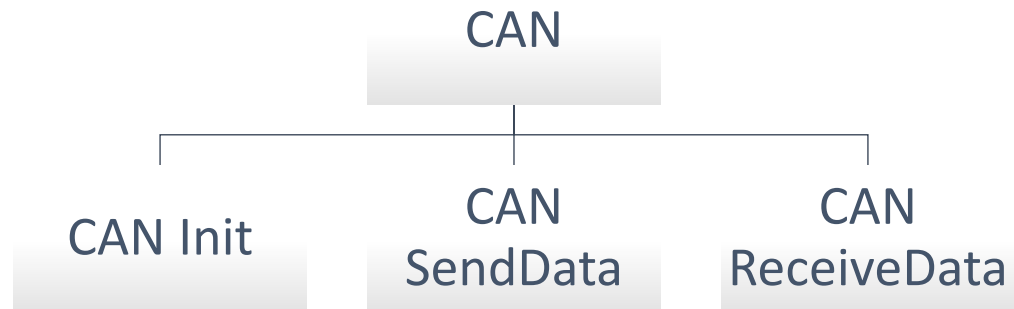 CAN
CAN Init
CAN
SendData
CAN
ReceiveData